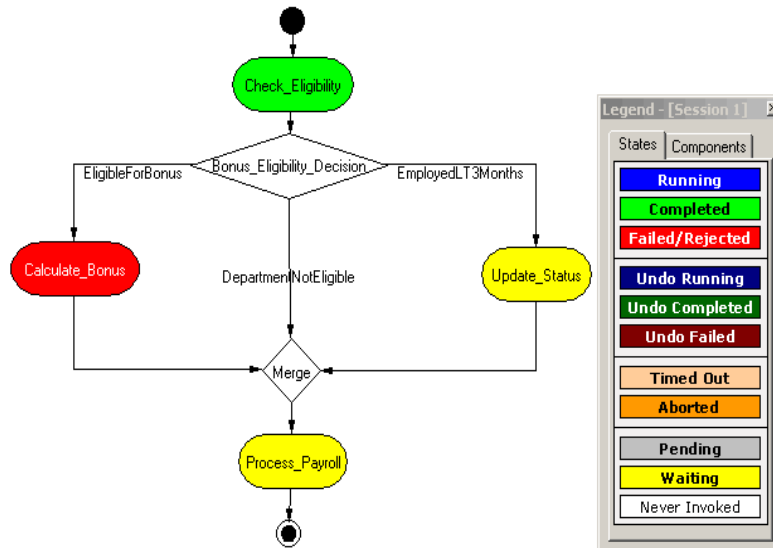 Check_Eligibility
Bonus_Eligibility_Decision
EligibleForBonus
EmployedLT3Months
Calculate_Bonus
DepartmentNotEligible
Update_Status
Merge
Process_Payroll
Legend - [Session 1]
States
Components
Running
Completed
Failed/Rejected
Undo Running
Undo Completed
Undo Failed
Timed Out
Aborted
Pending
Waiting
Never Invoked